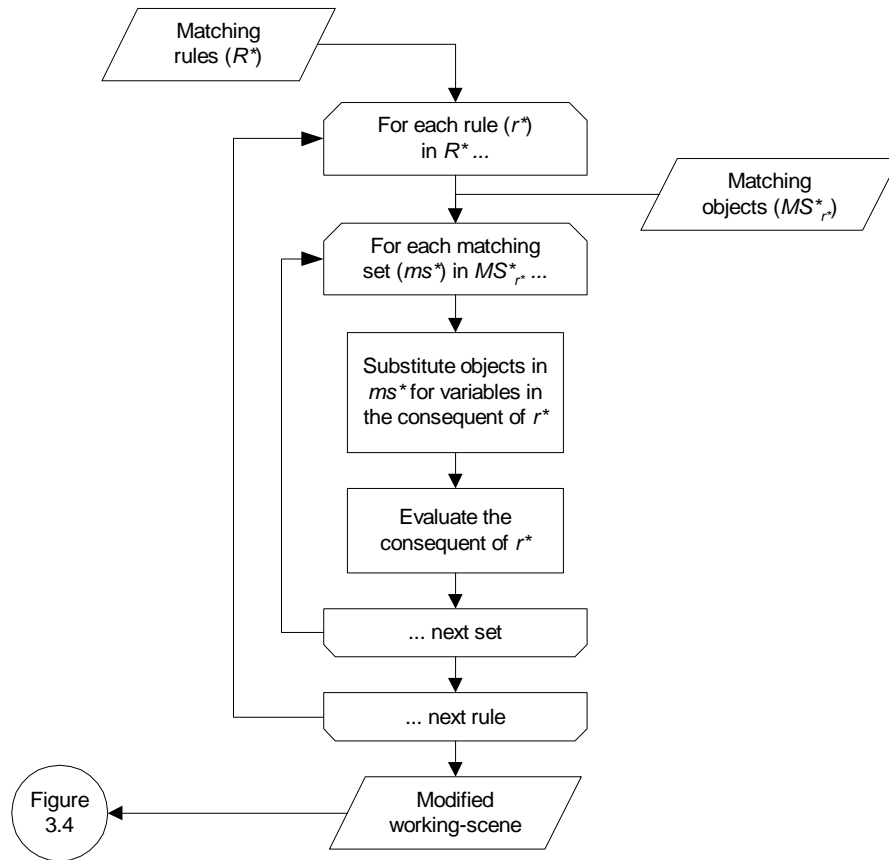 Matching
rules (R*)
For each rule (r*)
in R* ...
Matching
objects (MS*r*)
For each matching
set (ms*) in MS*r* ...
Substitute objects in
ms* for variables in
the consequent of r*
Evaluate the
consequent of r*
... next set
... next rule
Figure
3.4
Modified
working-scene